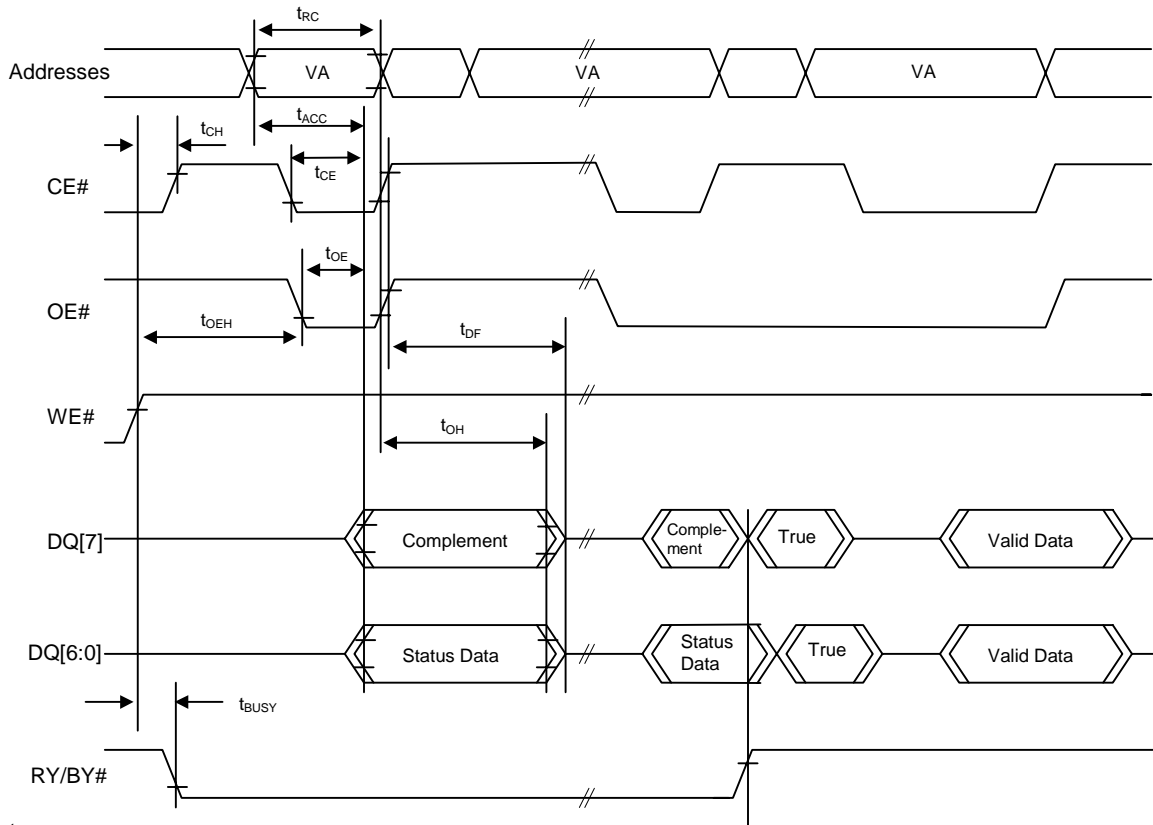 tRC
Addresses VA VA VA
tACC
tCH
tCE
CE#
tOE
OE#
tOEH
tDF
WE#
tOH
DQ[7] Complement Comple-
ment True Valid Data
DQ[6:0] Status Data Status
Data True Valid Data
tBUSY
RY/BY#